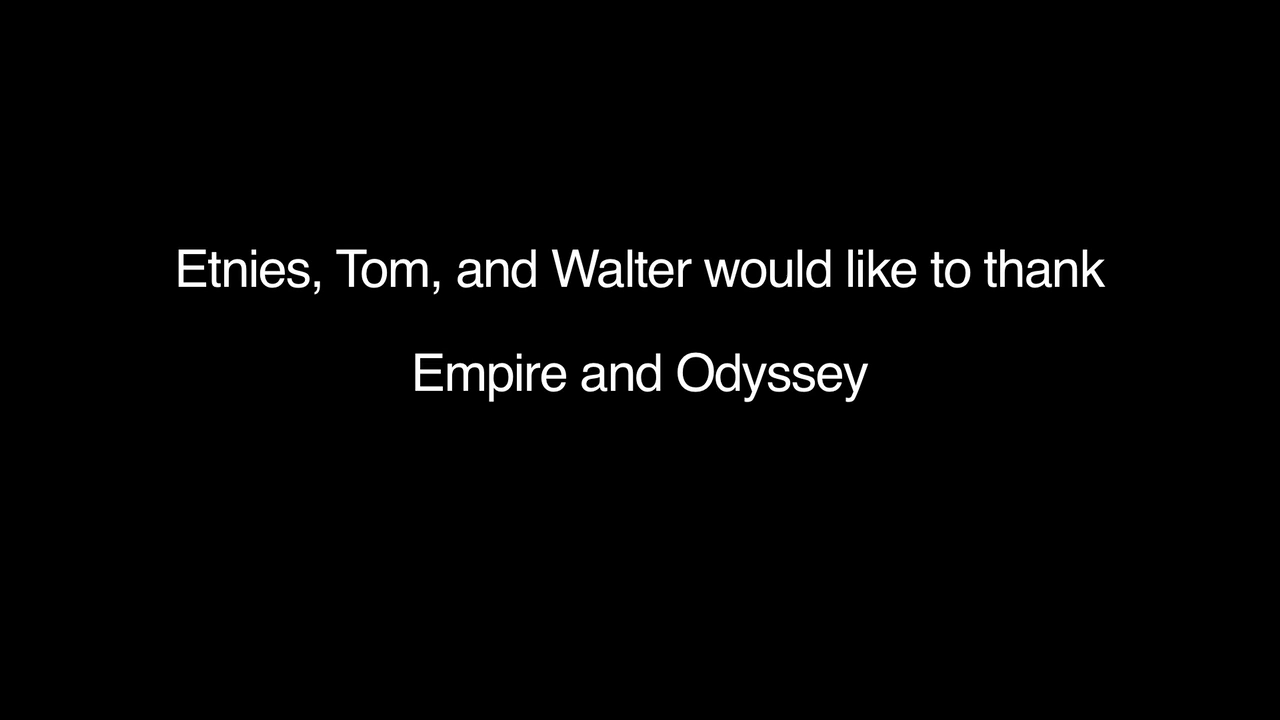 Etnies, Tom, and Walter would like to thank
Empire and Odyssey